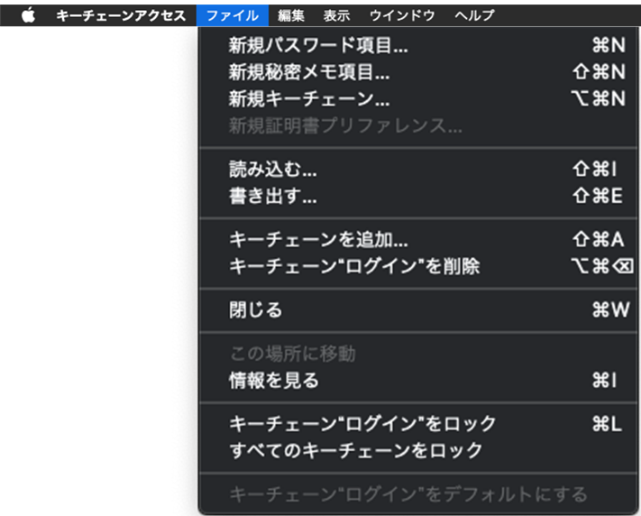 キーチェーンアクセス ファイル 編集 表示 ウインドウ ヘルプ
新規パスワード項目... ⌘N
新規秘密メモ項目... ⇧⌘N
新規キーチェーン... ⌥⌘N
新規証明書プリファレンス...
読み込む... ⇧⌘I
書き出す... ⇧⌘E
キーチェーンを追加... ⇧⌘A
キーチェーン“ログイン”を削除 ⌥⌘⌫
閉じる ⌘W
この場所に移動
情報を見る ⌘I
キーチェーン“ログイン”をロック ⌘L
すべてのキーチェーンをロック
キーチェーン“ログイン”をデフォルトにする